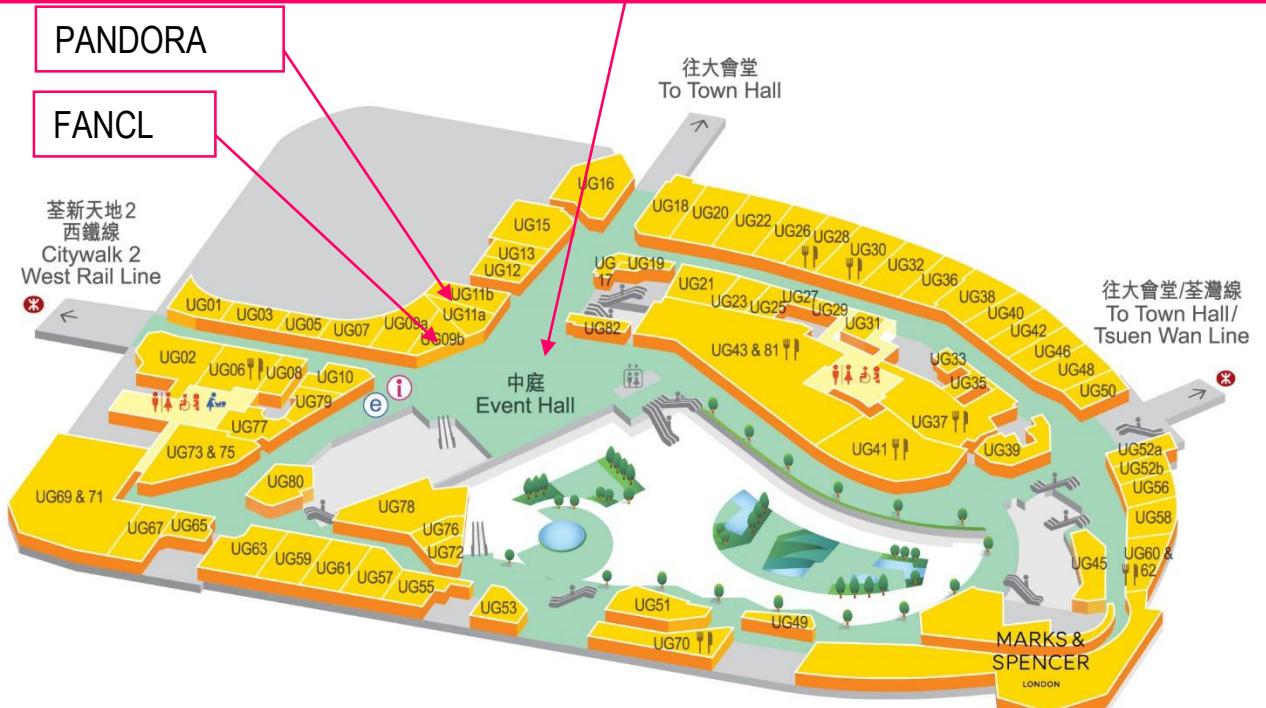 PANDORA
FANCL
往大會堂
To Town Hall
荃新天地2
西鐵線
Citywalk 2
West Rail Line
往大會堂/荃灣線
To Town Hall/
Tsuen Wan Line
UG16
UG15
UG13
UG12
UG11b
UG11a
UG09a
UG09b
UG07
UG05
UG03
UG01
UG02
UG06
UG08
UG10
UG79
UG77
UG73 & 75
UG69 & 71
UG67
UG65
UG80
UG78
UG76
UG72
UG63
UG59
UG61
UG57
UG55
UG53
UG51
UG70
UG49
i
e
中庭
Event Hall
UG
17
UG19
UG82
UG21
UG23
UG25
UG27
UG29
UG31
UG43 & 81
UG33
UG35
UG37
UG41
UG39
UG18
UG20
UG22
UG26
UG28
UG30
UG32
UG36
UG38
UG40
UG42
UG46
UG48
UG50
UG52a
UG52b
UG56
UG58
UG60 &
62
UG45
MARKS &
SPENCER
LONDON